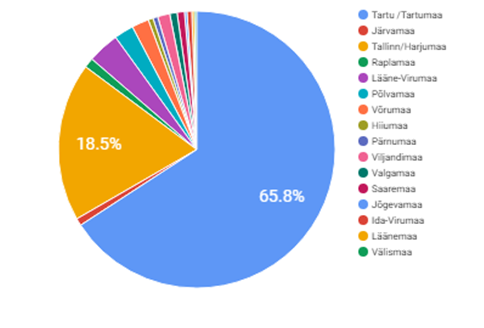 Tartu /Tartumaa
Järvamaa
Tallinn/Harjumaa
Raplamaa
Lääne-Virumaa
Põlvamaa
Võrumaa
Hiiumaa
Pärnumaa
Viljandimaa
Valgamaa
Saaremaa
Jõgevamaa
Ida-Virumaa
Läänemaa
Välismaa
18.5%
65.8%